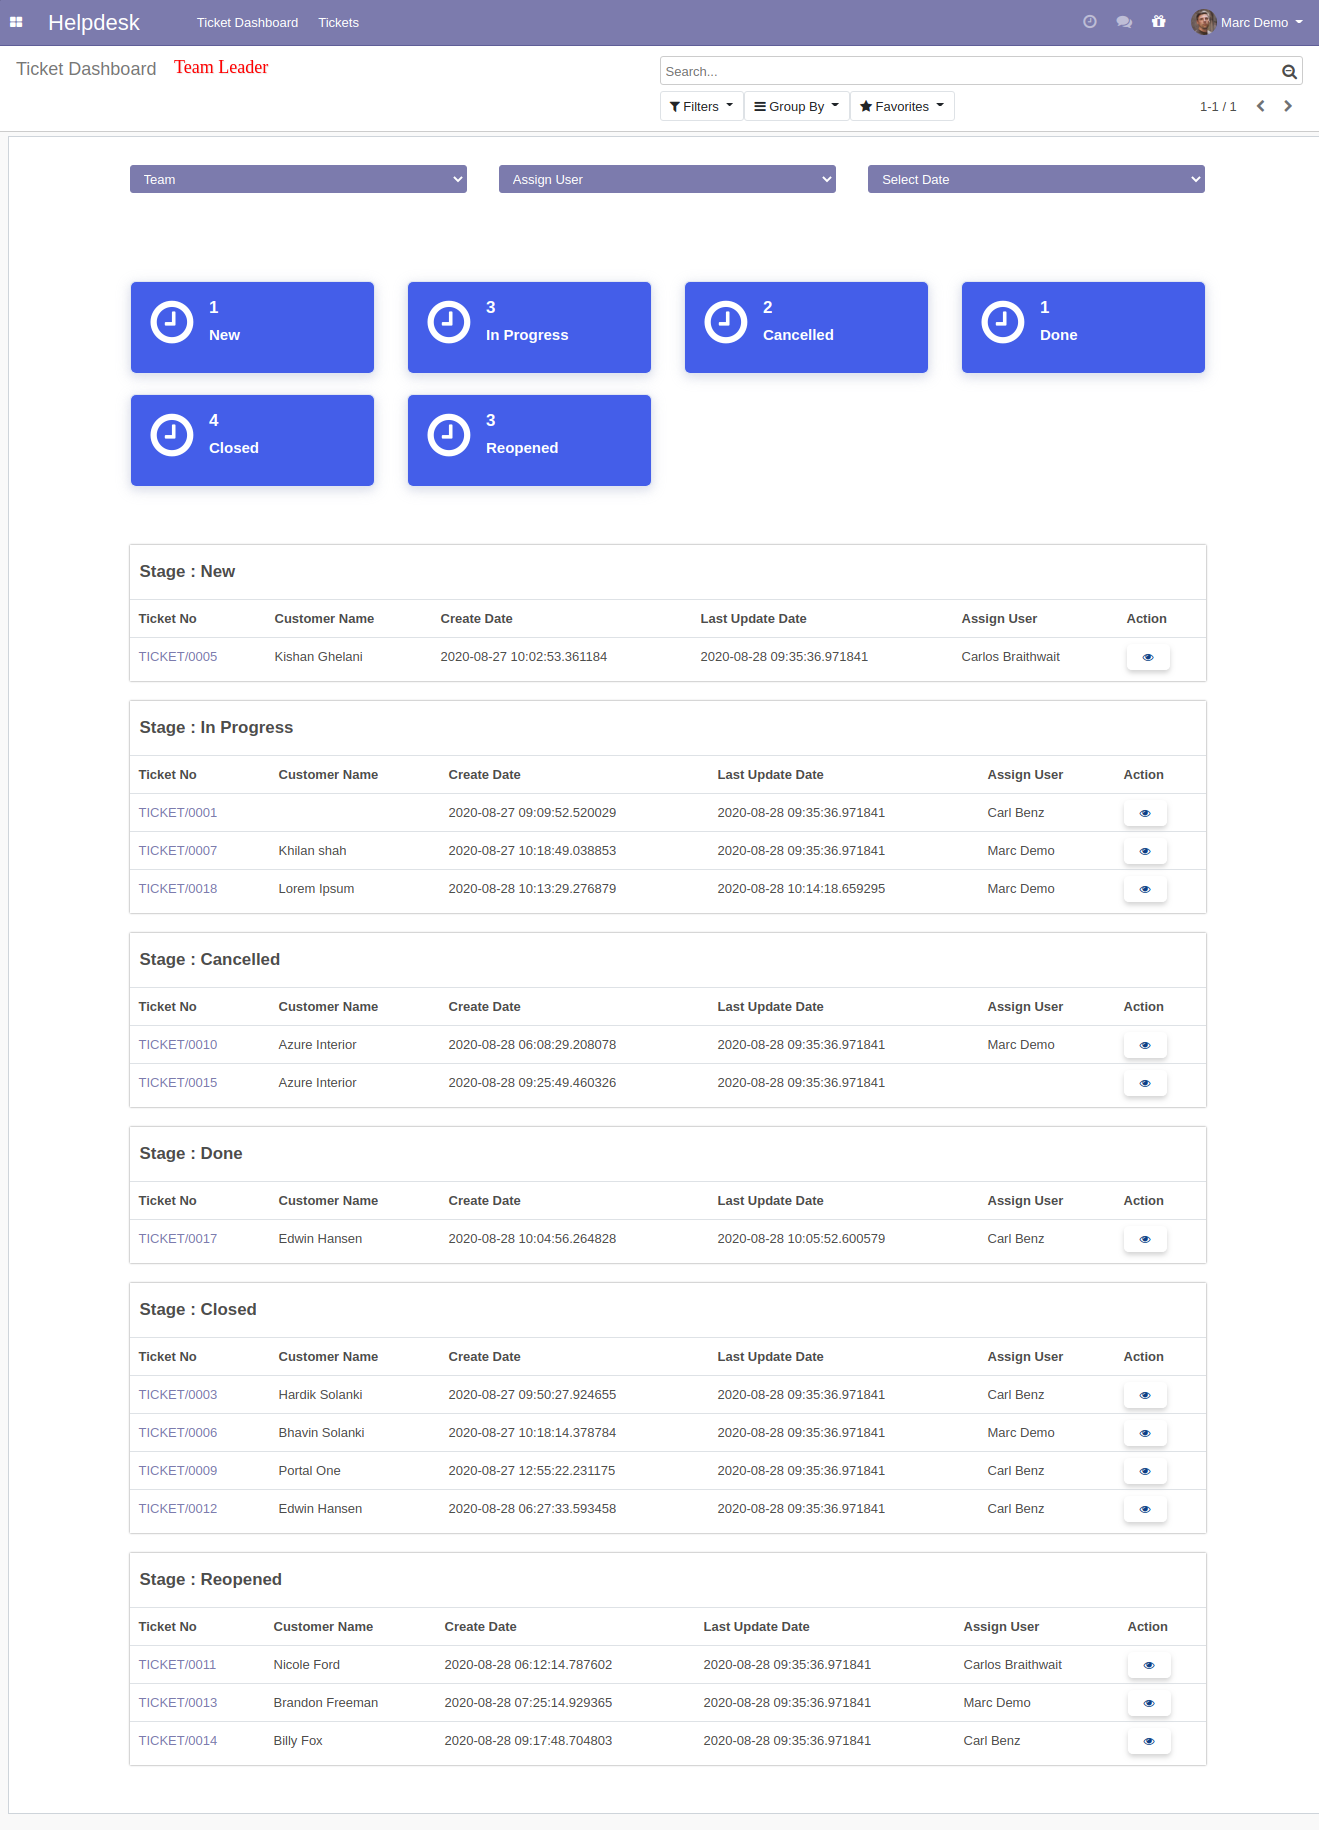 Helpdesk Ticket Dashboard Tickets Marc Demo
Ticket Dashboard Team Leader
Search...
Filters Group By Favorites 1-1 / 1
Team Assign User Select Date
1 3 2 1
New In Progress Cancelled Done
4 3
Closed Reopened
Stage : New
Ticket No Customer Name Create Date Last Update Date Assign User Action
TICKET/0005 Kishan Ghelani 2020-08-27 10:02:53.361184 2020-08-28 09:35:36.971841 Carlos Braithwait
Stage : In Progress
Ticket No Customer Name Create Date Last Update Date Assign User Action
TICKET/0001 2020-08-27 09:09:52.520029 2020-08-28 09:35:36.971841 Carl Benz
TICKET/0007 Khilan shah 2020-08-27 10:18:49.038853 2020-08-28 09:35:36.971841 Marc Demo
TICKET/0018 Lorem Ipsum 2020-08-28 10:13:29.276879 2020-08-28 10:14:18.659295 Marc Demo
Stage : Cancelled
Ticket No Customer Name Create Date Last Update Date Assign User Action
TICKET/0010 Azure Interior 2020-08-28 06:08:29.208078 2020-08-28 09:35:36.971841 Marc Demo
TICKET/0015 Azure Interior 2020-08-28 09:25:49.460326 2020-08-28 09:35:36.971841
Stage : Done
Ticket No Customer Name Create Date Last Update Date Assign User Action
TICKET/0017 Edwin Hansen 2020-08-28 10:04:56.264828 2020-08-28 10:05:52.600579 Carl Benz
Stage : Closed
Ticket No Customer Name Create Date Last Update Date Assign User Action
TICKET/0003 Hardik Solanki 2020-08-27 09:50:27.924655 2020-08-28 09:35:36.971841 Carl Benz
TICKET/0006 Bhavin Solanki 2020-08-27 10:18:14.378784 2020-08-28 09:35:36.971841 Marc Demo
TICKET/0009 Portal One 2020-08-27 12:55:22.231175 2020-08-28 09:35:36.971841 Carl Benz
TICKET/0012 Edwin Hansen 2020-08-28 06:27:33.593458 2020-08-28 09:35:36.971841 Carl Benz
Stage : Reopened
Ticket No Customer Name Create Date Last Update Date Assign User Action
TICKET/0011 Nicole Ford 2020-08-28 06:12:14.787602 2020-08-28 09:35:36.971841 Carlos Braithwait
TICKET/0013 Brandon Freeman 2020-08-28 07:25:14.929365 2020-08-28 09:35:36.971841 Marc Demo
TICKET/0014 Billy Fox 2020-08-28 09:17:48.704803 2020-08-28 09:35:36.971841 Carl Benz